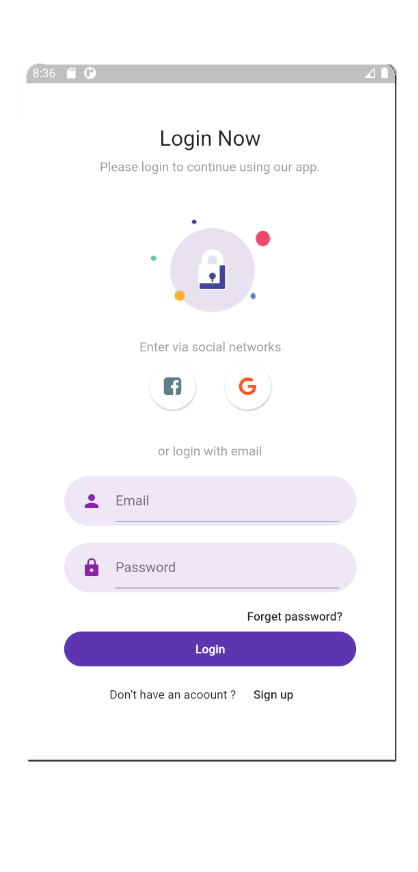 8:36
Login Now
Please login to continue using our app.
Enter via social networks
or login with email
Email
Password
Forget password?
Login
Don't have an acoount ? Sign up